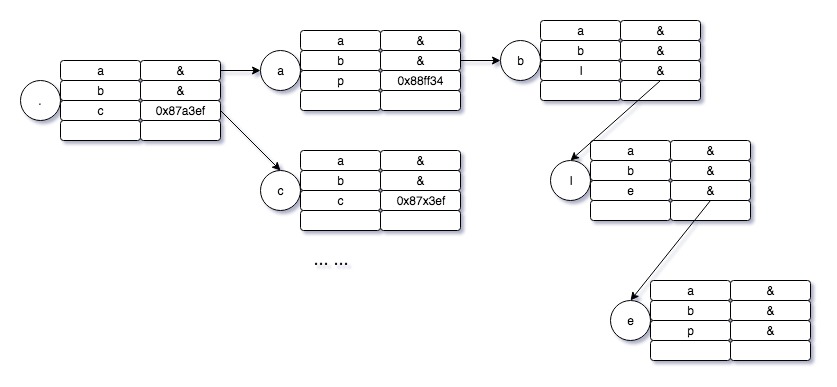 .
a &
b &
c 0x87a3ef
a
a &
b &
p 0x88ff34
b
a &
b &
l &
c
a &
b &
c 0x87x3ef
l
a &
b &
e &
... ...
e
a &
b &
p &